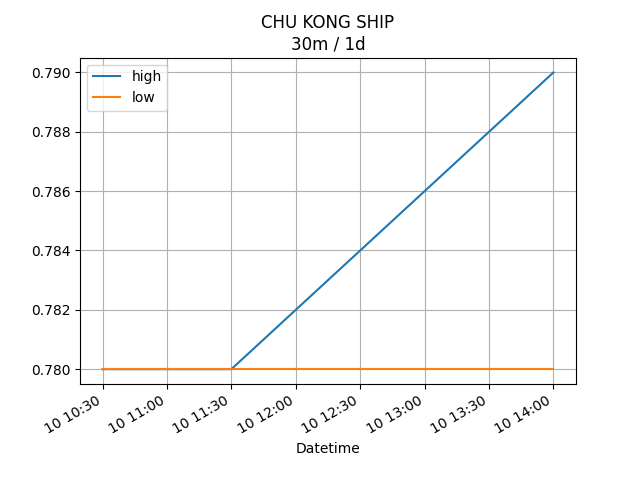 CHU KONG SHIP
30m / 1d
high
low
0.790
0.788
0.786
0.784
0.782
0.780
10 10:30
10 11:00
10 11:30
10 12:00
10 12:30
10 13:00
10 13:30
10 14:00
Datetime